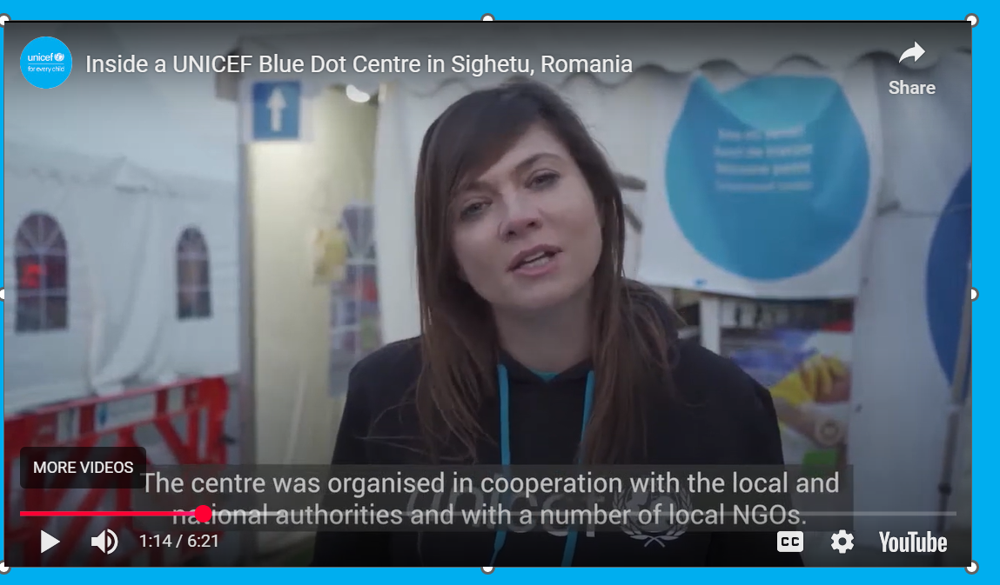 unicef
for every child
Inside a UNICEF Blue Dot Centre in Sighetu, Romania
Share
MORE VIDEOS
The centre was organised in cooperation with the local and
national authorities and with a number of local NGOs.
unicef
1:14 / 6:21
CC
YouTube